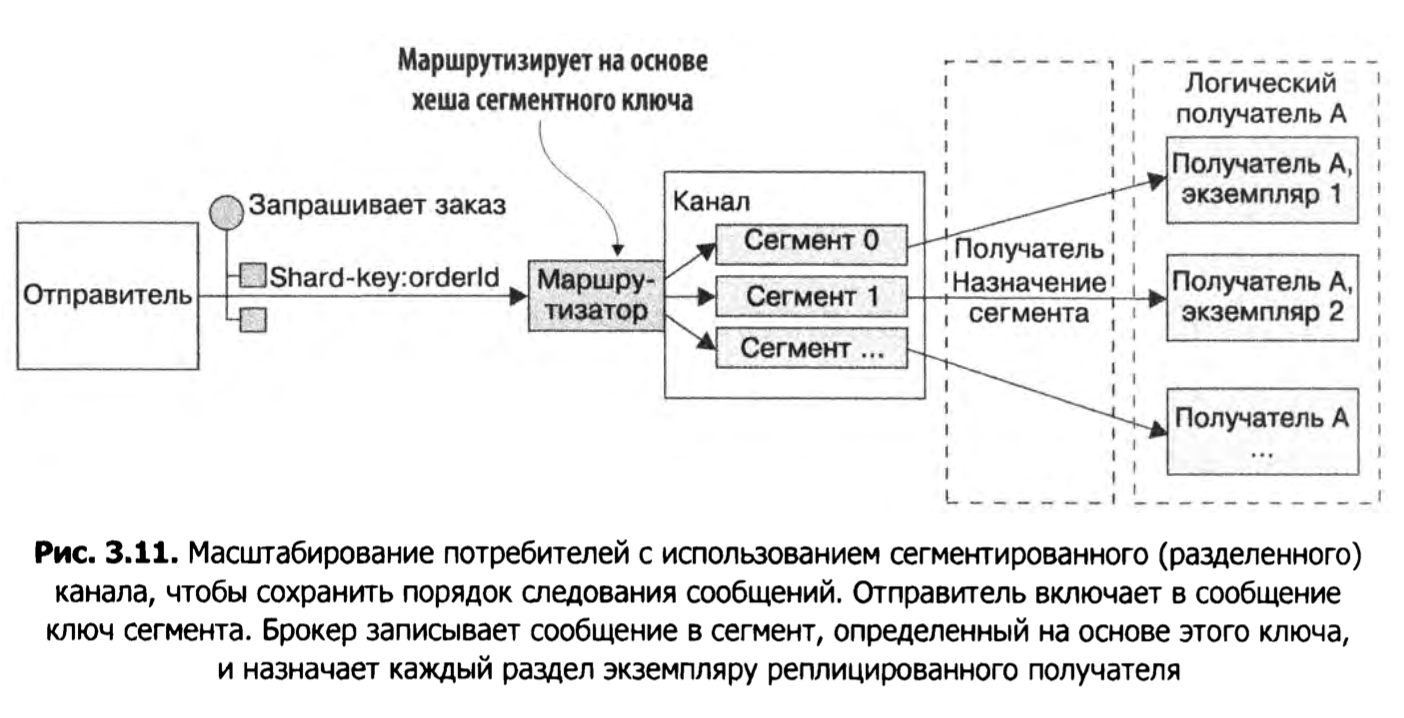 Маршрутизирует на основе
хеша сегментного ключа
Отправитель
Запрашивает заказ
Shard-key:orderId
Маршру-
тизатор
Канал
Сегмент 0
Сегмент 1
Сегмент ...
Получатель
Назначение
сегмента
Логический
получатель А
Получатель А,
экземпляр 1
Получатель А,
экземпляр 2
Получатель А
...
Рис. 3.11. Масштабирование потребителей с использованием сегментированного (разделенного)
канала, чтобы сохранить порядок следования сообщений. Отправитель включает в сообщение
ключ сегмента. Брокер записывает сообщение в сегмент, определенный на основе этого ключа,
и назначает каждый раздел экземпляру реплицированного получателя